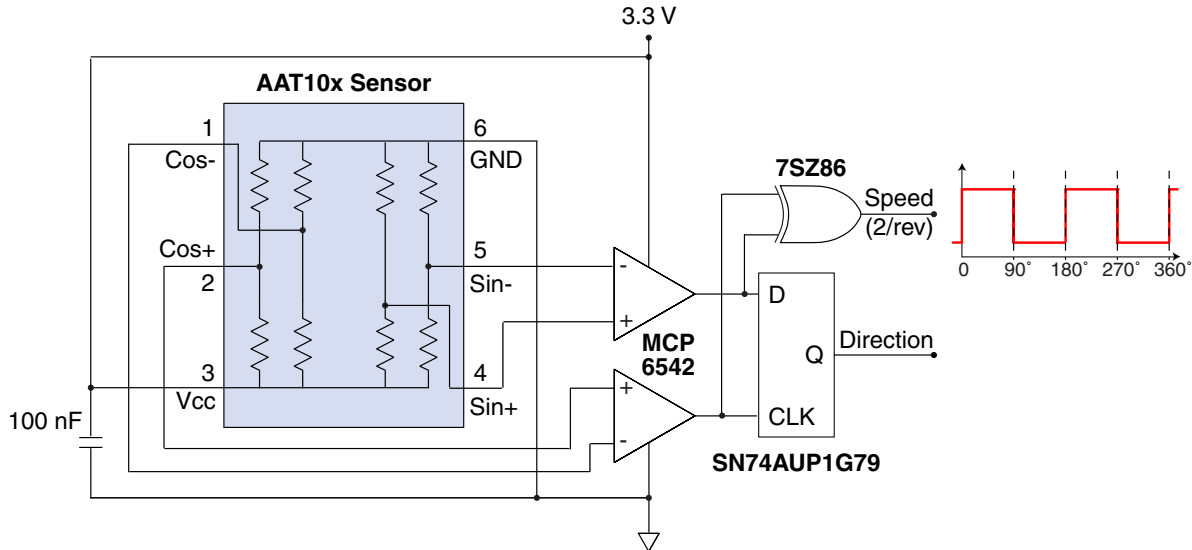 3.3 V
AAT10x Sensor
1
Cos-
6
GND
Cos+
2
5
Sin-
3
Vcc
4
Sin+
100 nF
-
+
MCP
6542
+
-
7SZ86
Speed
(2/rev)
D
Q
CLK
Direction
SN74AUP1G79
0
90°
180°
270°
360°